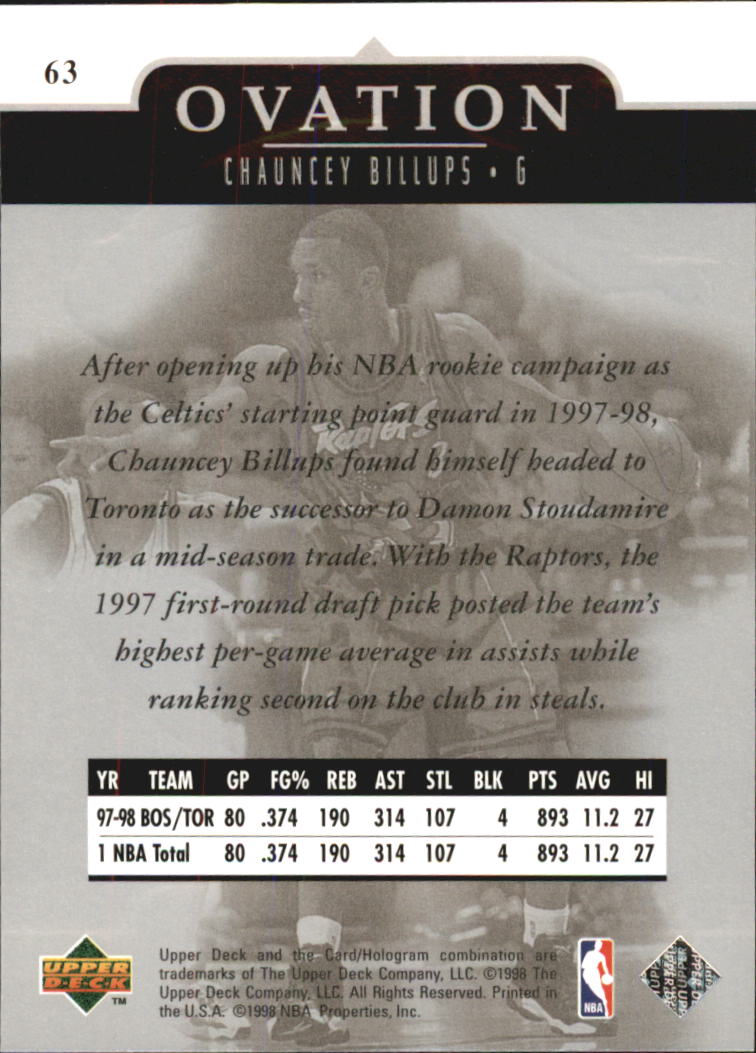 63
OVATION
CHAUNCEY BILLUPS • G
After opening up his NBA rookie campaign as
the Celtics' starting point guard in 1997-98,
Chauncey Billups found himself headed to
Toronto as the successor to Damon Stoudamire
in a mid-season trade. With the Raptors, the
1997 first-round draft pick posted the team's
highest per-game average in assists while
ranking second on the club in steals.
RAPTORS
YR TEAM GP FG% REB AST STL BLK PTS AVG HI
97-98 BOS/TOR 80 .374 190 314 107 4 893 11.2 27
1 NBA Total 80 .374 190 314 107 4 893 11.2 27
UPPER
D·E·C·K
TM
Upper Deck and the Card/Hologram combination are
trademarks of The Upper Deck Company, LLC. ©1998 The
Upper Deck Company, LLC. All Rights Reserved. Printed in
the U.S.A. ©1998 NBA Properties, Inc.
NBA